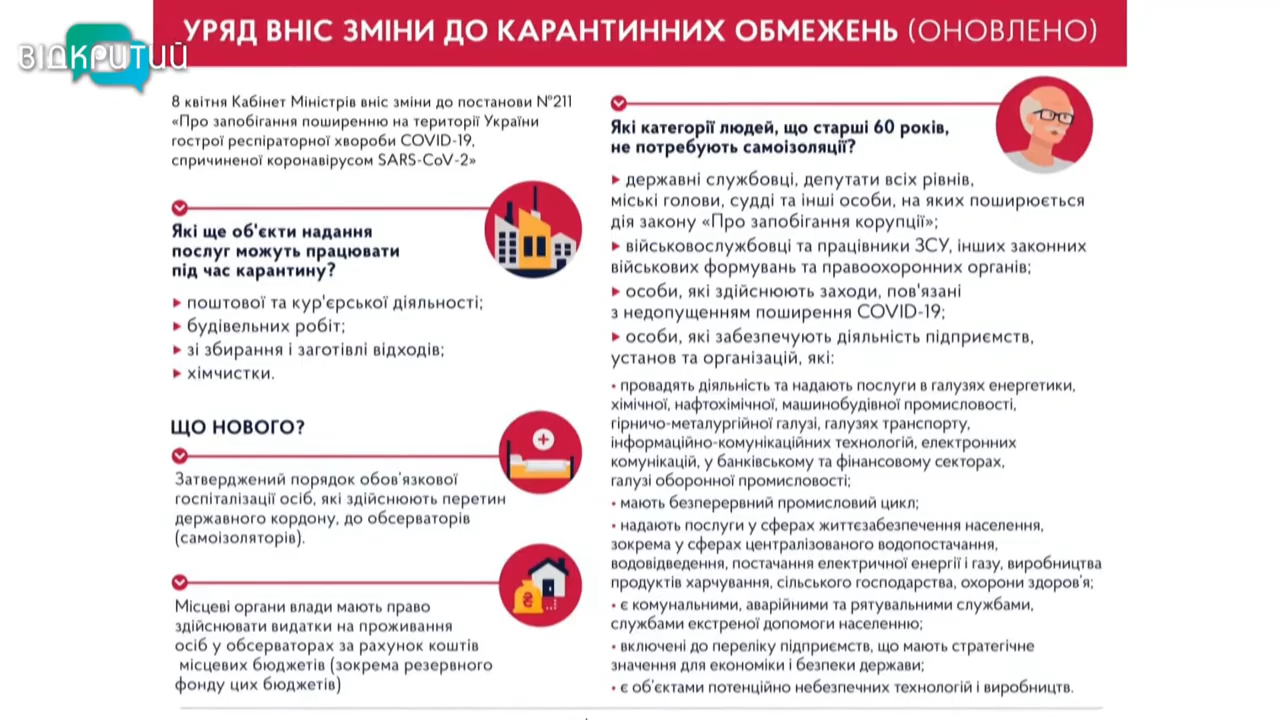 УРЯД ВНІС ЗМІНИ ДО КАРАНТИННИХ ОБМЕЖЕНЬ (ОНОВЛЕНО)
ВІДКРИТИЙ
8 квітня Кабінет Міністрів вніс зміни до постанови №211
«Про запобігання поширенню на території України
гострої респіраторної хвороби COVID-19,
спричиненої коронавірусом SARS-CoV-2»
Які ще об'єкти надання
послуг можуть працювати
під час карантину?
▸ поштової та кур'єрської діяльності;
▸ будівельних робіт;
▸ зі збирання і заготівлі відходів;
▸ хімчистки.
ЩО НОВОГО?
Затверджений порядок обов’язкової
госпіталізації осіб, які здійснюють перетин
державного кордону, до обсерваторів
(самоізоляторів).
Місцеві органи влади мають право
здійснювати видатки на проживання
осіб у обсерваторах за рахунок коштів
місцевих бюджетів (зокрема резервного
фонду цих бюджетів)
Які категорії людей, що старші 60 років,
не потребують самоізоляції?
▸ державні службовці, депутати всіх рівнів,
міські голови, судді та інші особи, на яких поширюється
дія закону «Про запобігання корупції»;
▸ військовослужбовці та працівники ЗСУ, інших законних
військових формувань та правоохоронних органів;
▸ особи, які здійснюють заходи, пов'язані
з недопущенням поширення COVID-19;
▸ особи, які забезпечують діяльність підприємств,
установ та організацій, які:
• провадять діяльність та надають послуги в галузях енергетики,
хімічної, нафтохімічної, машинобудівної промисловості,
гірничо-металургійної галузі, галузях транспорту,
інформаційно-комунікаційних технологій, електронних
комунікацій, у банківському та фінансовому секторах,
галузі оборонної промисловості;
• мають безперервний промисловий цикл;
• надають послуги у сферах життєзабезпечення населення,
зокрема у сферах централізованого водопостачання,
водовідведення, постачання електричної енергії і газу, виробництва
продуктів харчування, сільського господарства, охорони здоров’я;
• є комунальними, аварійними та рятувальними службами,
службами екстреної допомоги населенню;
• включені до переліку підприємств, що мають стратегічне
значення для економіки і безпеки держави;
• є об’єктами потенційно небезпечних технологій і виробництв.